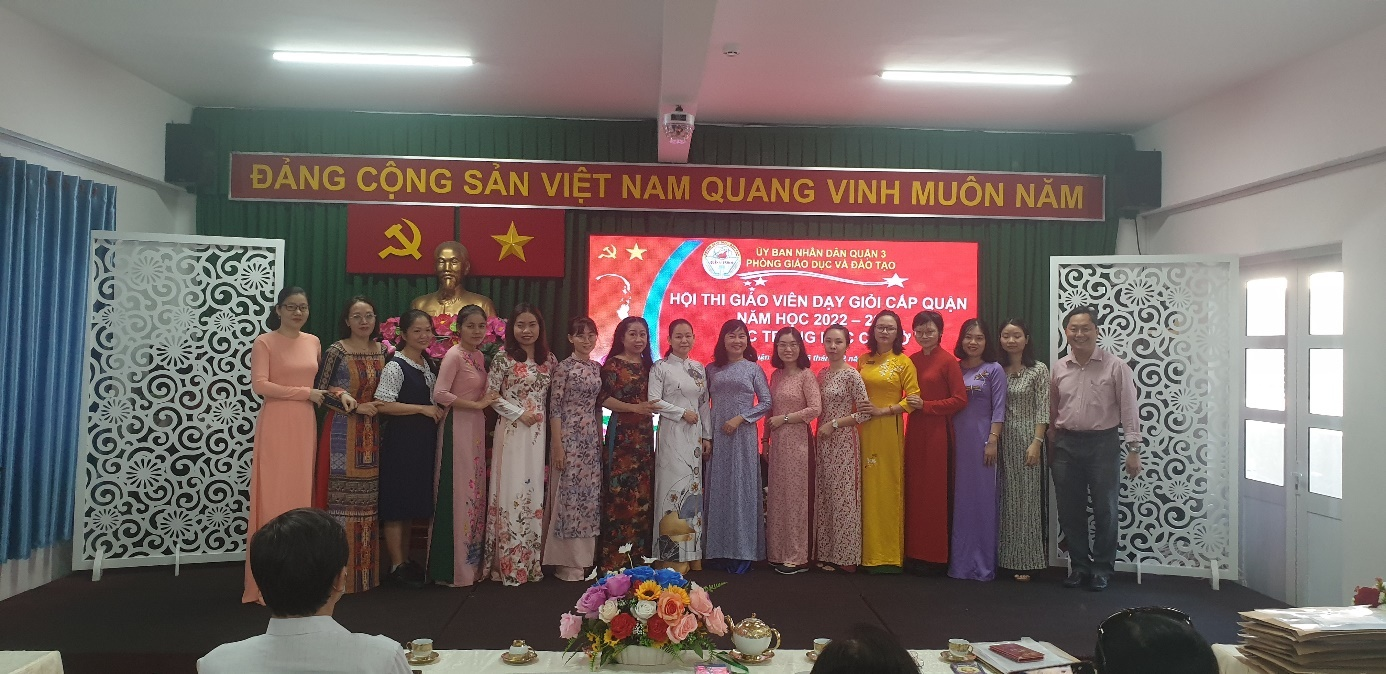 ĐẢNG CỘNG SẢN VIỆT NAM QUANG VINH MUÔN NĂM
ỦY BAN NHÂN DÂN QUẬN 3
PHÒNG GIÁO DỤC VÀ ĐÀO TẠO
HỘI THI GIÁO VIÊN DẠY GIỎI CẤP QUẬN
NĂM HỌC 2022 – 2